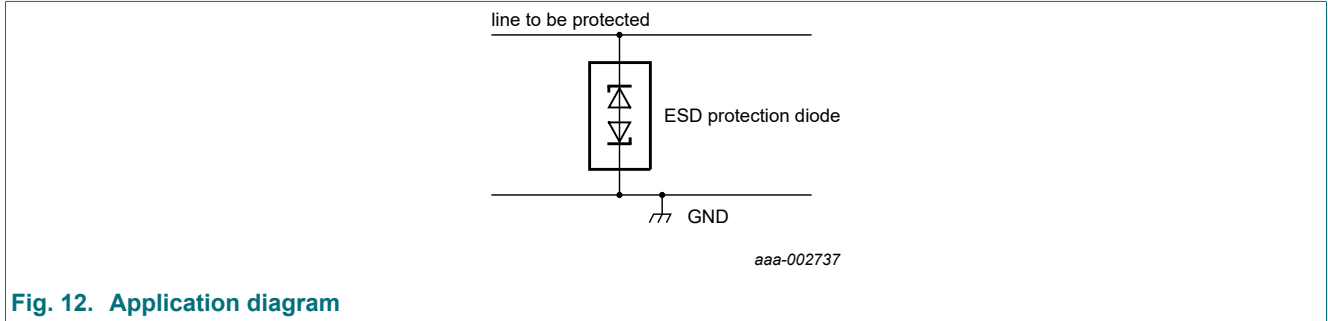 line to be protected
ESD protection diode
GND
aaa-002737
Fig. 12. Application diagram